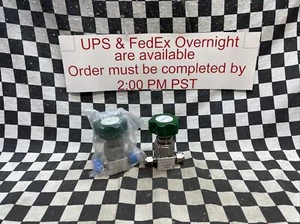 UPS & FedEx Overnight
are available
Order must be completed by
2:00 PM PST